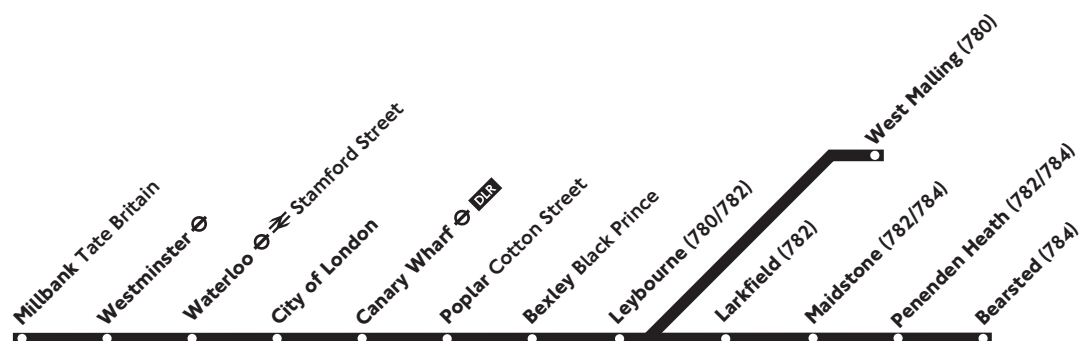 Millbank Tate Britain
Westminster
Waterloo Stamford Street
City of London
Canary Wharf DLR
Poplar Cotton Street
Bexley Black Prince
Leybourne (780/782)
West Malling (780)
Larkfield (782)
Maidstone (782/784)
Penenden Heath (782/784)
Bearsted (784)